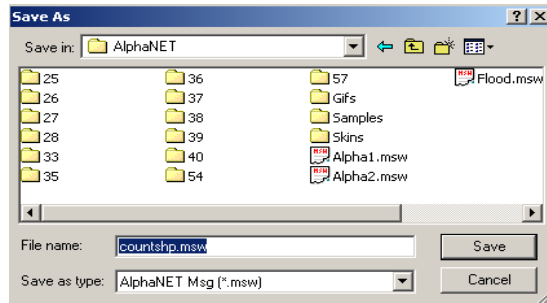 Save As
Save in: AlphaNET
25 36 57 Flood.msw
26 37 Gifs
27 38 Samples
28 39 Skins
33 40 Alpha1.msw
35 54 Alpha2.msw
File name: countshp.msw Save
Save as type: AlphaNET Msg (*.msw) Cancel